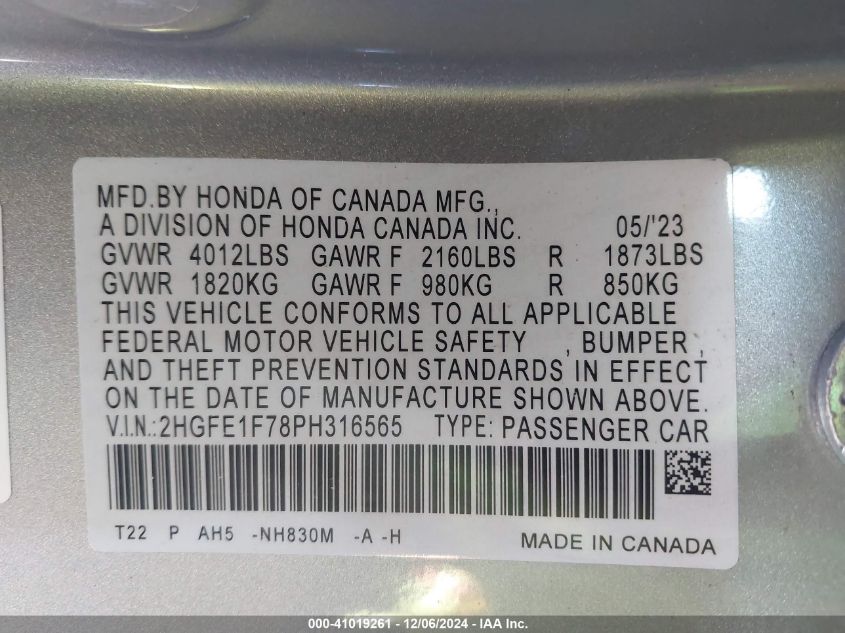 MFD.BY HONDA OF CANADA MFG.,
A DIVISION OF HONDA CANADA INC. 05/'23
GVWR 4012LBS GAWR F 2160LBS R 1873LBS
GVWR 1820KG GAWR F 980KG R 850KG
THIS VEHICLE CONFORMS TO ALL APPLICABLE
FEDERAL MOTOR VEHICLE SAFETY , BUMPER ,
AND THEFT PREVENTION STANDARDS IN EFFECT
ON THE DATE OF MANUFACTURE SHOWN ABOVE.
V.I.N.:2HGFE1F78PH316565 TYPE: PASSENGER CAR
T22 P AH5 -NH830M -A -H MADE IN CANADA
000-41019261 - 12/06/2024 - IAA Inc.